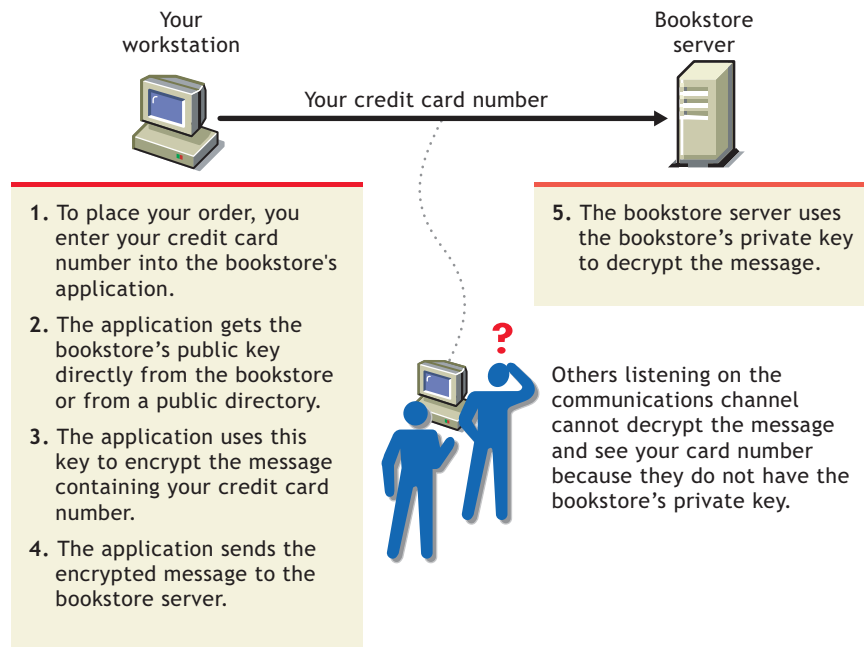 Your
workstation
Bookstore
server
Your credit card number
1. To place your order, you
enter your credit card
number into the bookstore's
application.
2. The application gets the
bookstore’s public key
directly from the bookstore
or from a public directory.
3. The application uses this
key to encrypt the message
containing your credit card
number.
4. The application sends the
encrypted message to the
bookstore server.
5. The bookstore server uses
the bookstore’s private key
to decrypt the message.
?
Others listening on the
communications channel
cannot decrypt the message
and see your card number
because they do not have the
bookstore’s private key.